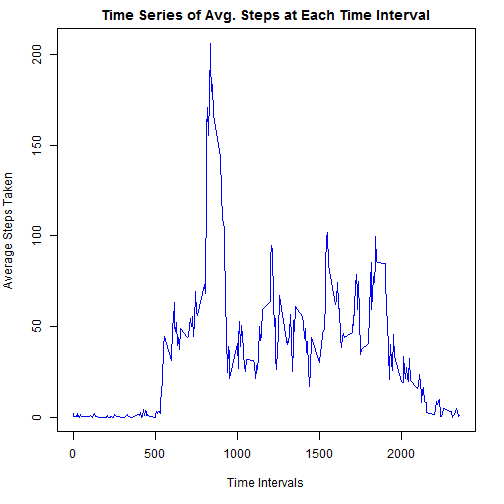 Time Series of Avg. Steps at Each Time Interval
Average Steps Taken
200
150
100
50
0
0 500 1000 1500 2000
Time Intervals